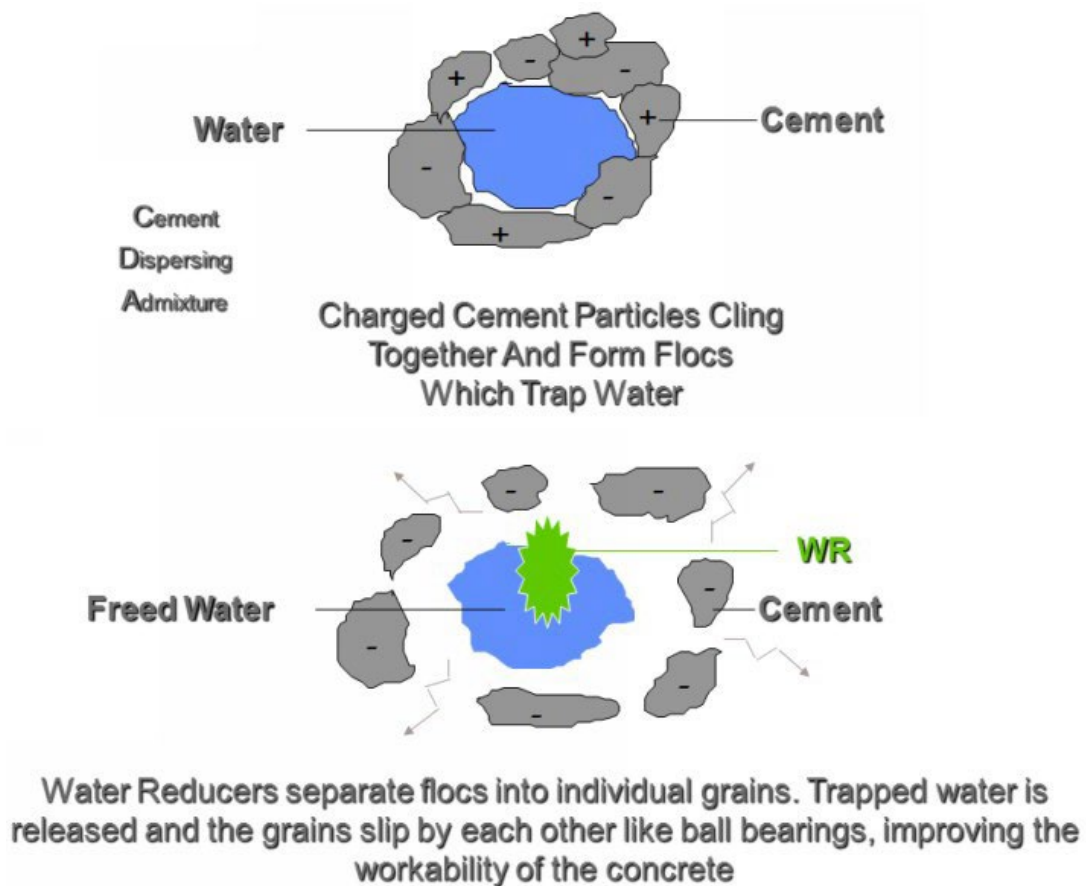 +
+
-
-
+
Water
Cement
-
-
+
Cement
Dispersing
Admixture
Charged Cement Particles Cling
Together And Form Flocs
Which Trap Water
-
-
-
WR
-
Freed Water
Cement
-
-
-
Water Reducers separate flocs into individual grains. Trapped water is
released and the grains slip by each other like ball bearings, improving the
workability of the concrete